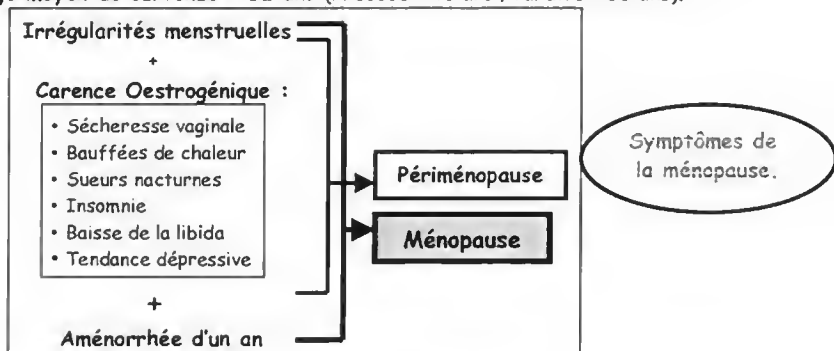 Irrégularités menstruelles
+
Carence Oestrogénique :
• Sécheresse vaginale
• Bauffées de chaleur
• Sueurs nacturnes
• Insomnie
• Baisse de la libida
• Tendance dépressive
+
Aménorrhée d'un an
Périménopause
Ménopause
Symptômes de
la ménopause.